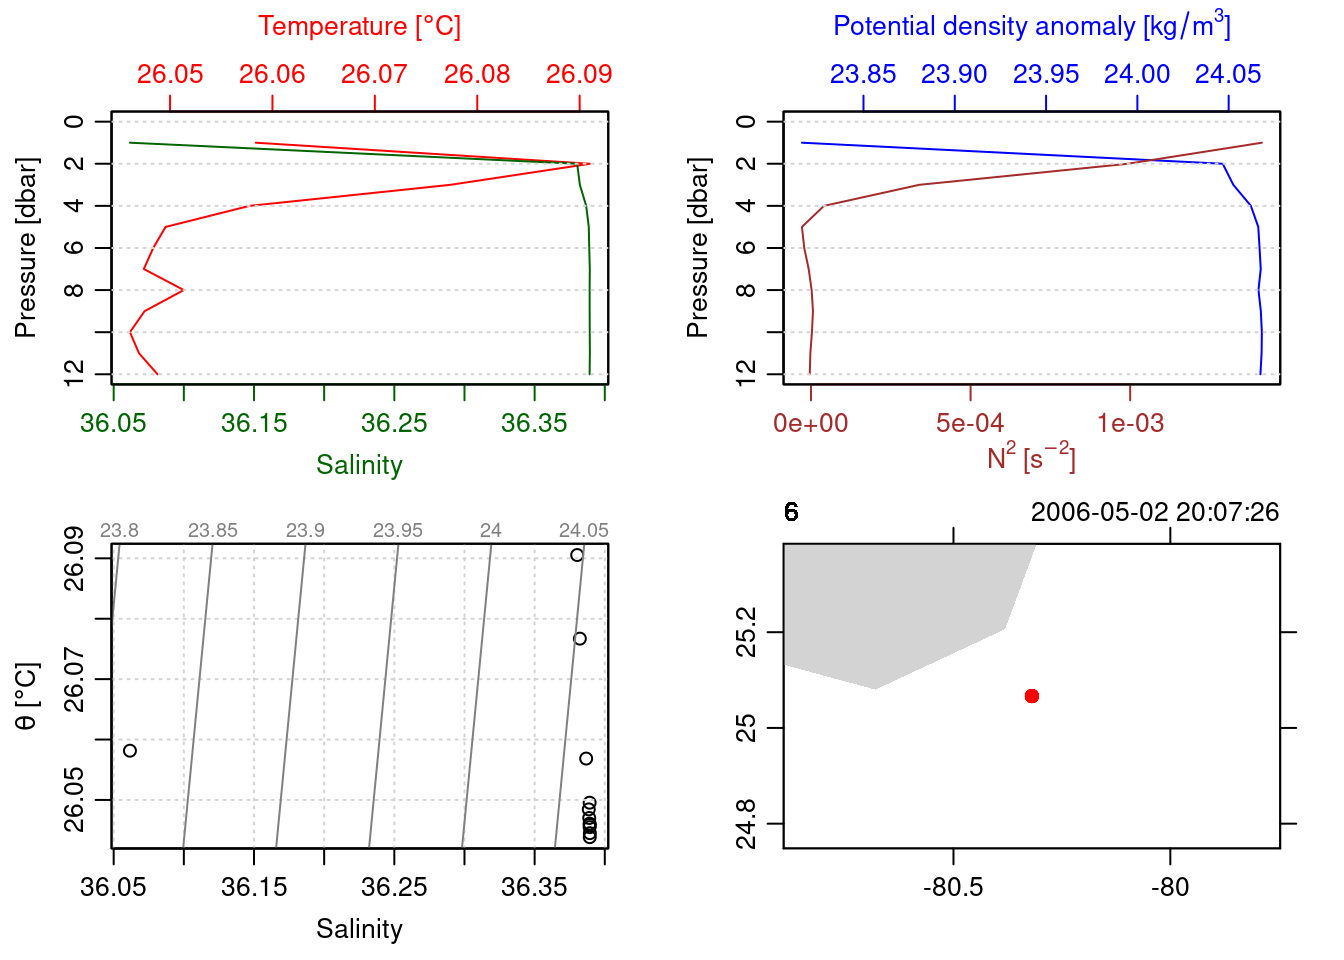 Temperature [°C]
26.05 26.06 26.07 26.08 26.09
Pressure [dbar]
0 2 4 6 8 12
36.05 36.15 36.25 36.35
Salinity
Potential density anomaly [kg/m³]
23.85 23.90 23.95 24.00 24.05
Pressure [dbar]
0 2 4 6 8 12
0e+00 5e-04 1e-03
N² [s⁻²]
23.8 23.85 23.9 23.95 24 24.05
θ [°C]
26.09 26.07 26.05
36.05 36.15 36.25 36.35
Salinity
6 2006-05-02 20:07:26
25.2 25 24.8
-80.5 -80